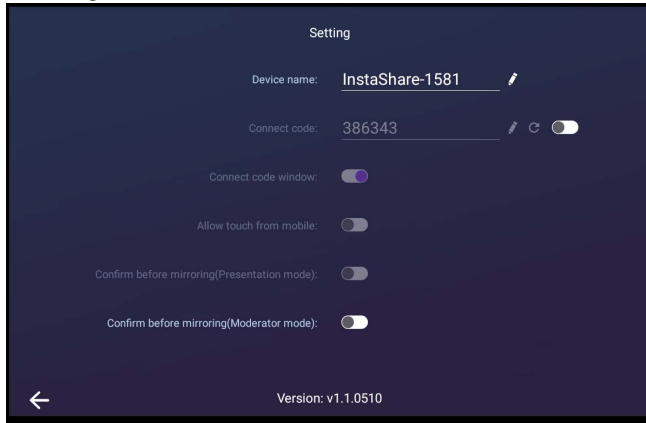 Setting
Device name: InstaShare-1581
Connect code: 386343
Connect code window:
Allow touch from mobile:
Confirm before mirroring(Presentation mode):
Confirm before mirroring(Moderator mode):
Version: v1.1.0510